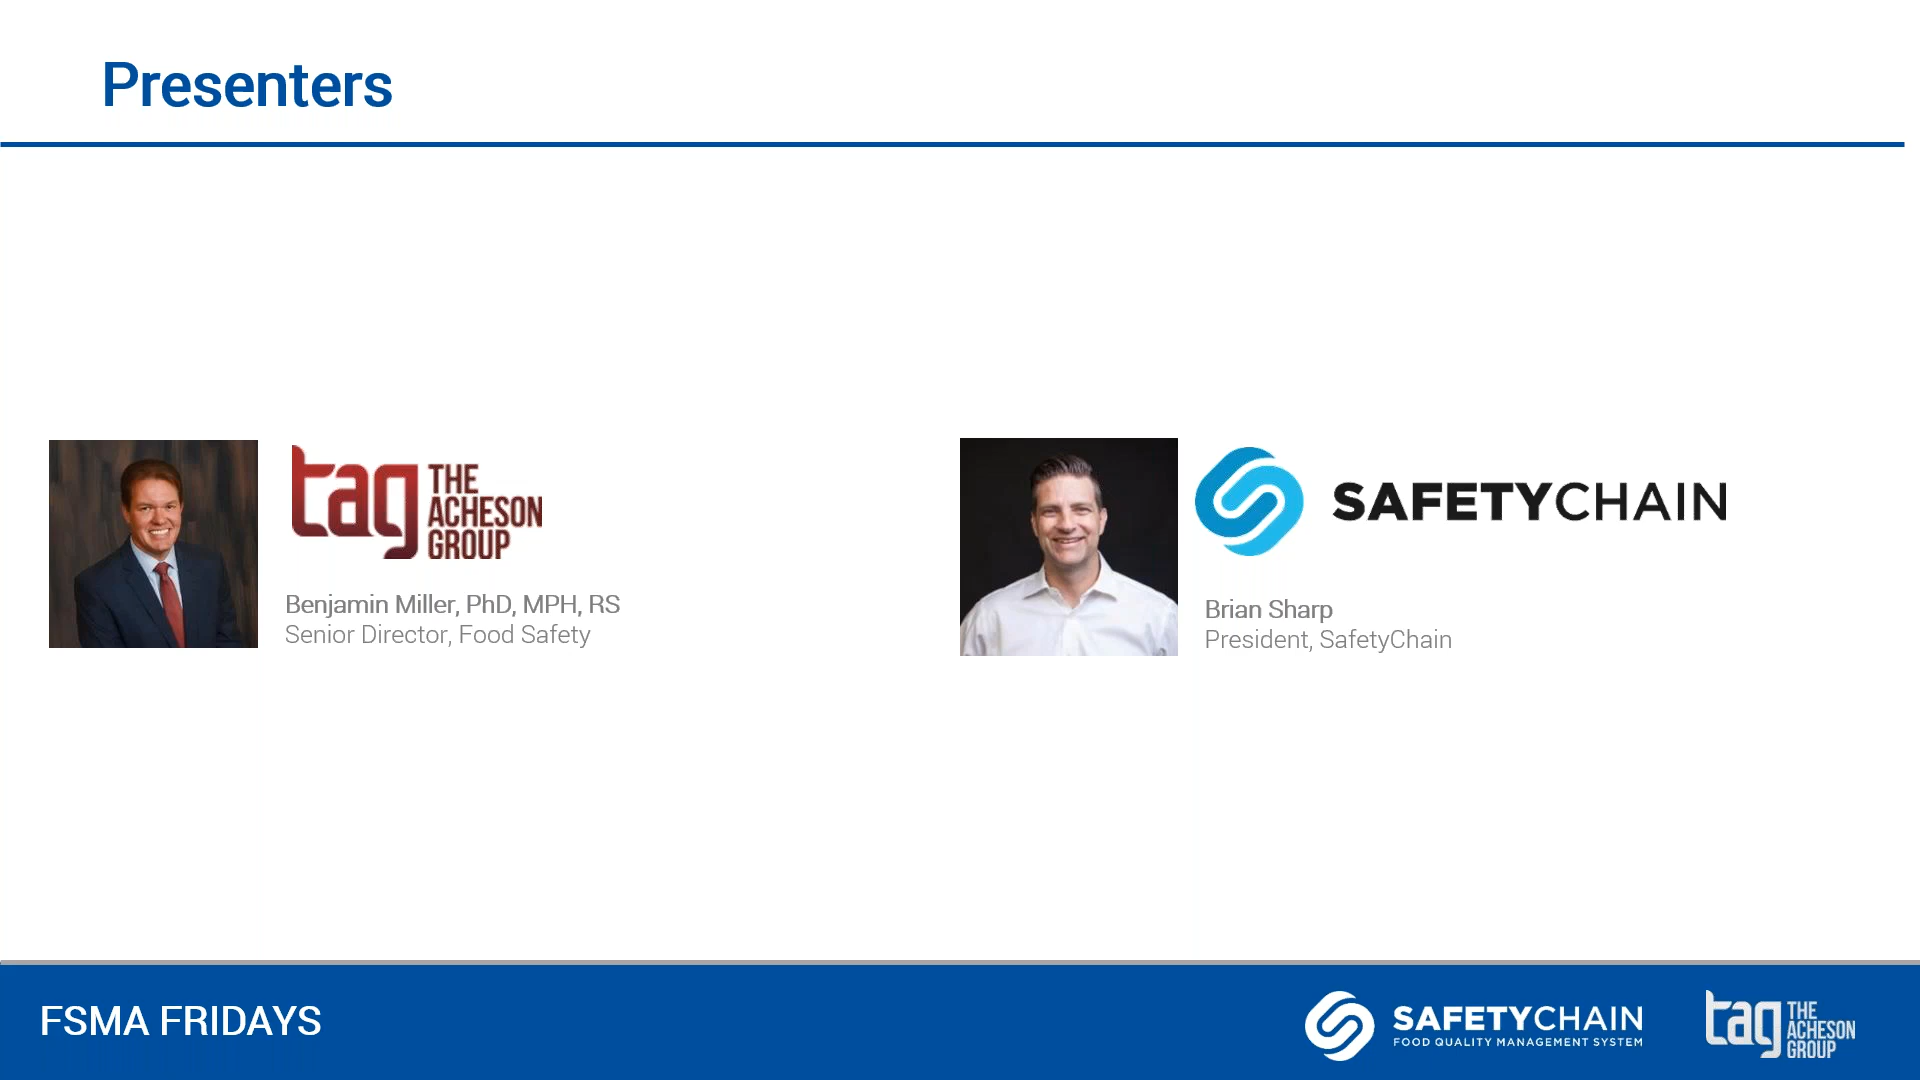 Presenters
tag THE
ACHESON
GROUP
Benjamin Miller, PhD, MPH, RS
Senior Director, Food Safety
SAFETYCHAIN
Brian Sharp
President, SafetyChain
FSMA FRIDAYS
SAFETYCHAIN
FOOD QUALITY MANAGEMENT SYSTEM
tag THE
ACHESON
GROUP